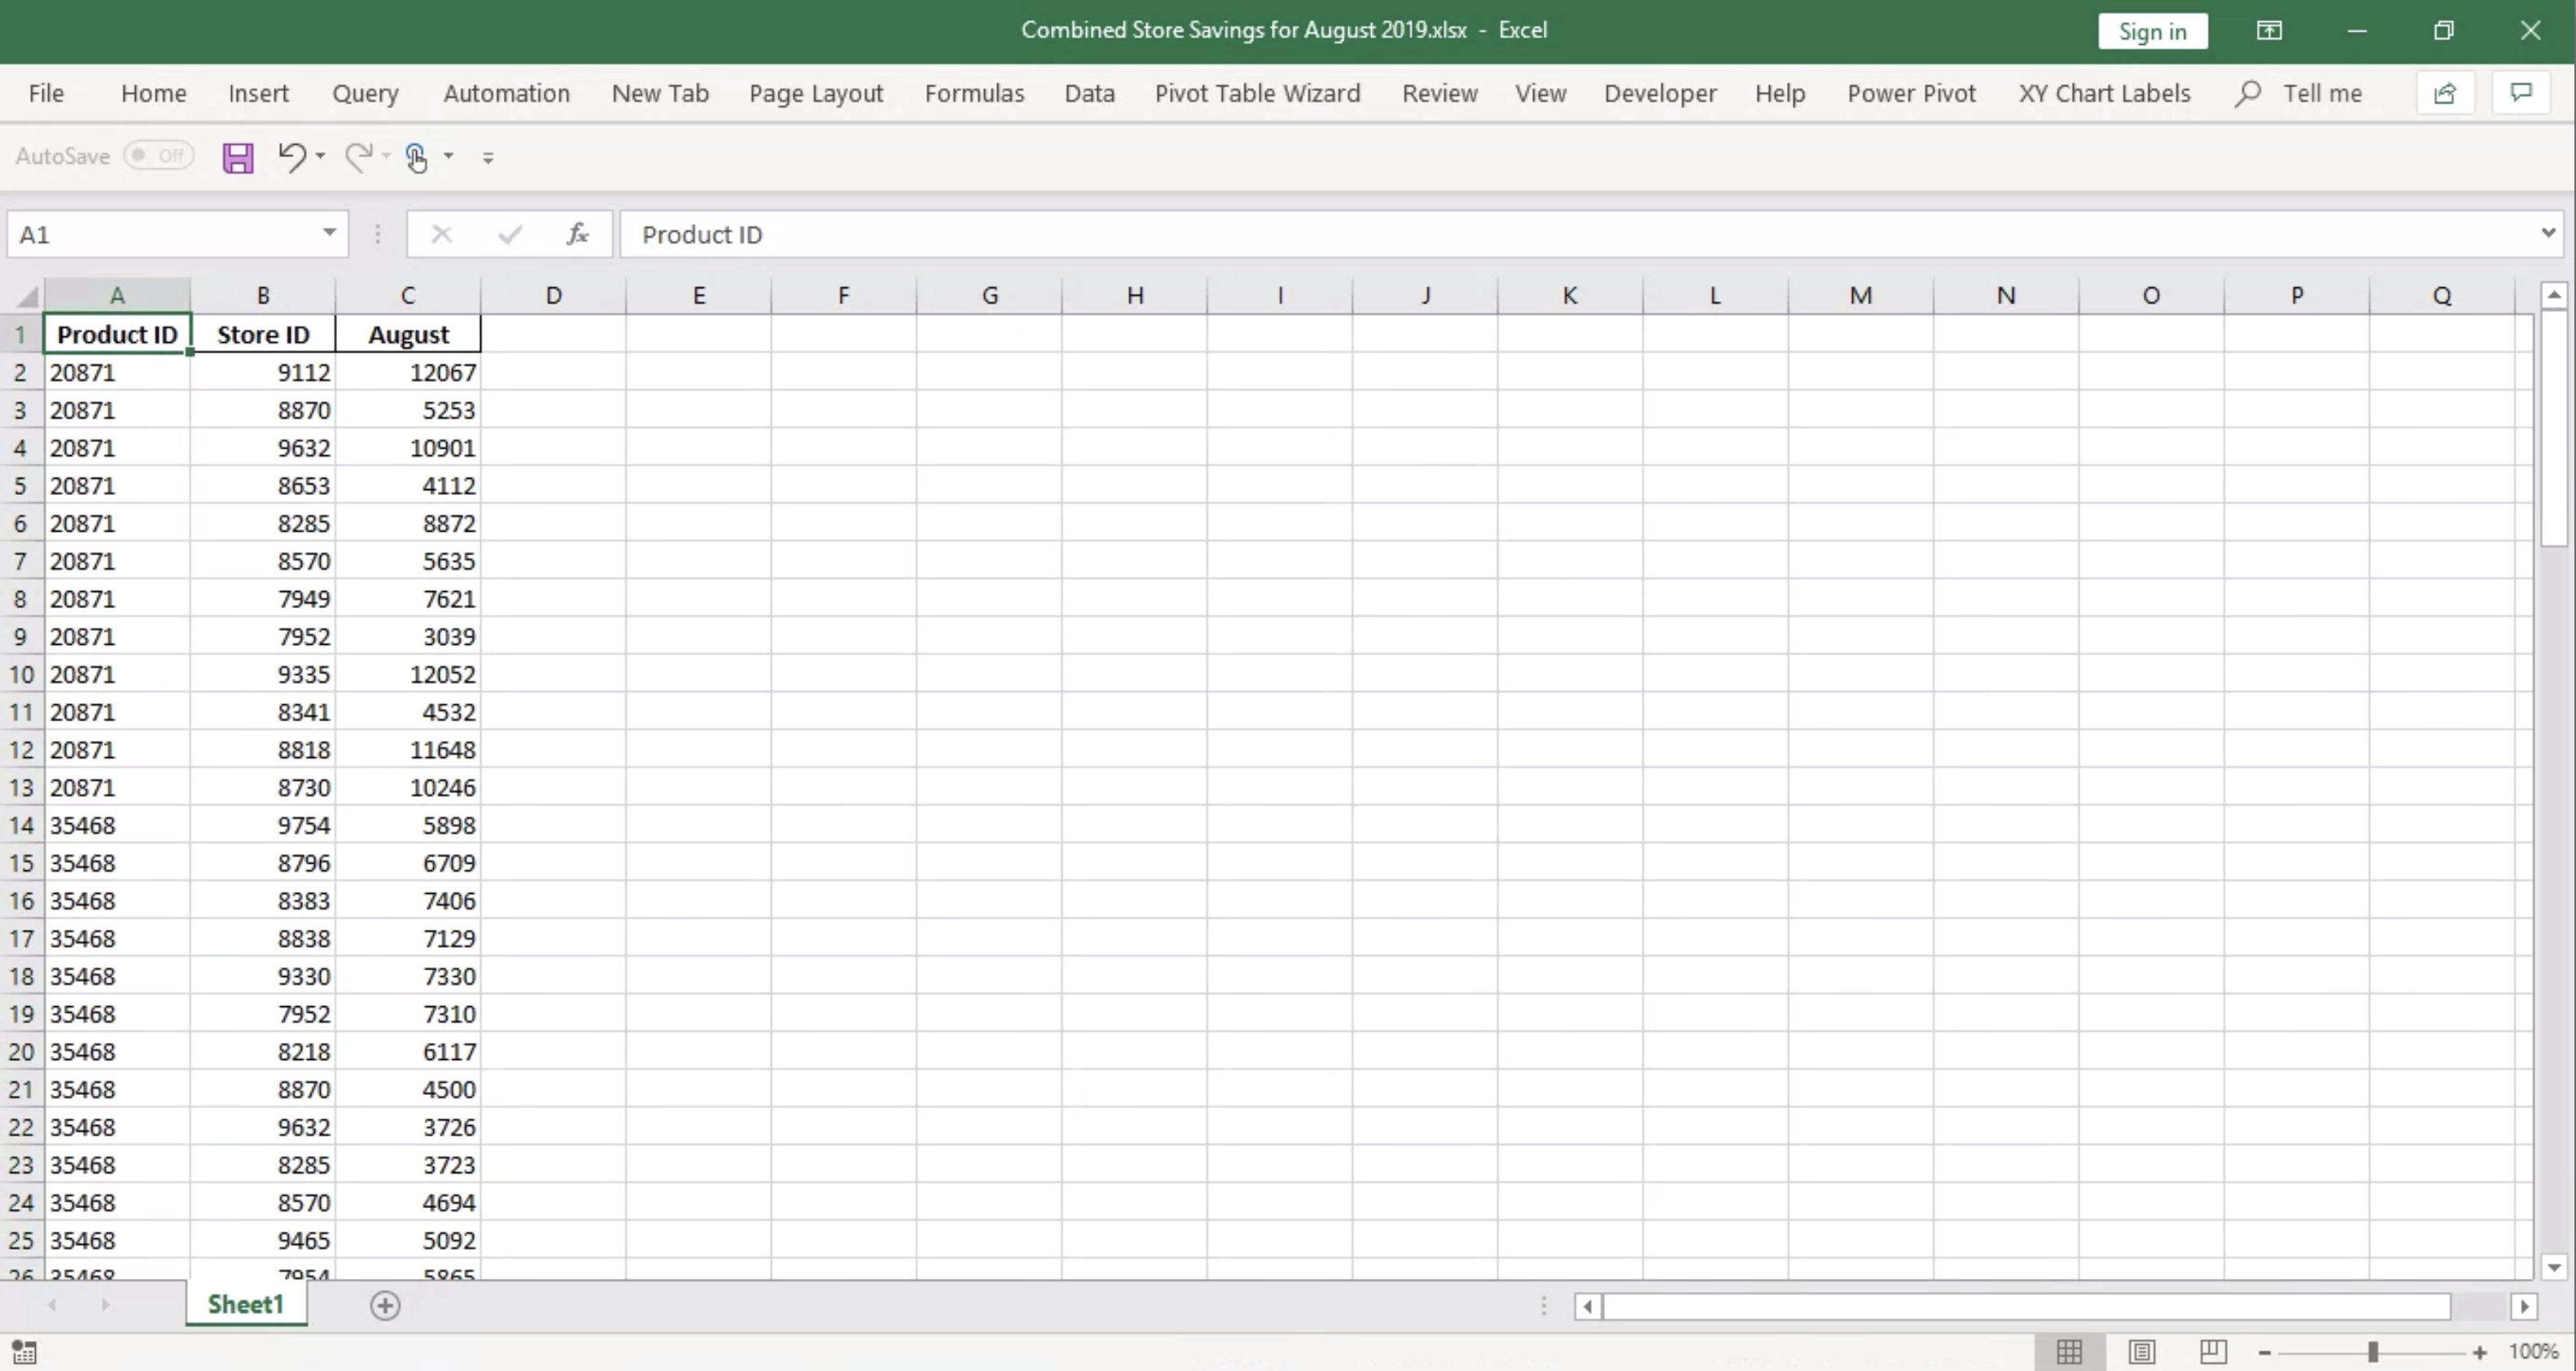 Combined Store Savings for August 2019.xlsx - Excel
Sign in
File Home Insert Query Automation New Tab Page Layout Formulas Data Pivot Table Wizard Review View Developer Help Power Pivot XY Chart Labels Tell me
AutoSave Off
A1 fx Product ID
A B C D E F G H I J K L M N O P Q
1 Product ID Store ID August
2 20871 9112 12067
3 20871 8870 5253
4 20871 9632 10901
5 20871 8653 4112
6 20871 8285 8872
7 20871 8570 5635
8 20871 7949 7621
9 20871 7952 3039
10 20871 9335 12052
11 20871 8341 4532
12 20871 8818 11648
13 20871 8730 10246
14 35468 9754 5898
15 35468 8796 6709
16 35468 8383 7406
17 35468 8838 7129
18 35468 9330 7330
19 35468 7952 7310
20 35468 8218 6117
21 35468 8870 4500
22 35468 9632 3726
23 35468 8285 3723
24 35468 8570 4694
25 35468 9465 5092
26 35468 7954 5865
Sheet1
100%